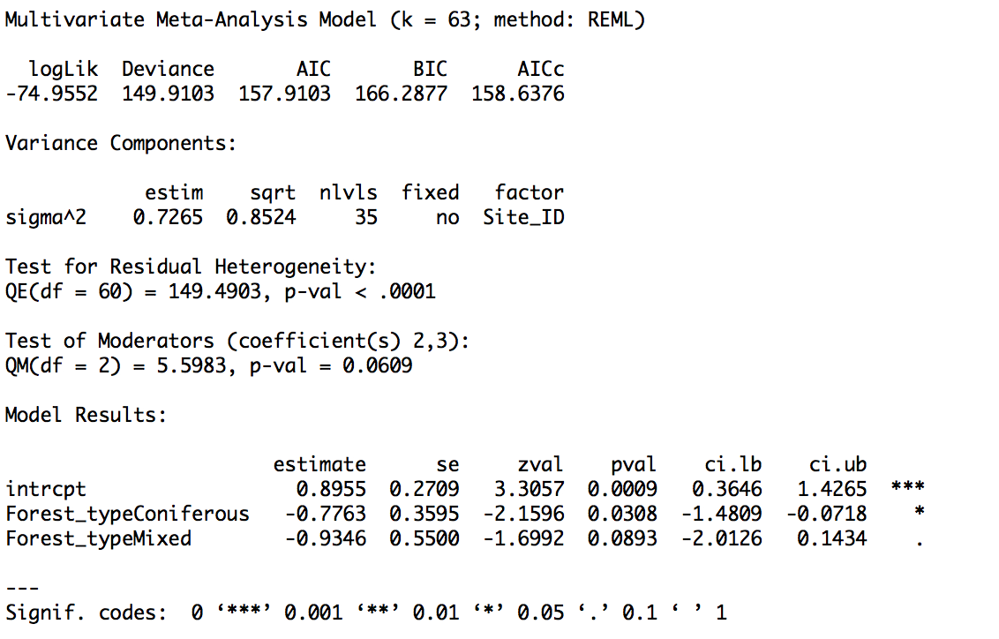 Multivariate Meta-Analysis Model (k = 63; method: REML)
logLik Deviance AIC BIC AICc
-74.9552 149.9103 157.9103 166.2877 158.6376
Variance Components:
estim sqrt nlvls fixed factor
sigma^2 0.7265 0.8524 35 no Site_ID
Test for Residual Heterogeneity:
QE(df = 60) = 149.4903, p-val < .0001
Test of Moderators (coefficient(s) 2,3):
QM(df = 2) = 5.5983, p-val = 0.0609
Model Results:
estimate se zval pval ci.lb ci.ub
intrcpt 0.8955 0.2709 3.3057 0.0009 0.3646 1.4265 ***
Forest_typeConiferous -0.7763 0.3595 -2.1596 0.0308 -1.4809 -0.0718 *
Forest_typeMixed -0.9346 0.5500 -1.6992 0.0893 -2.0126 0.1434 .
---
Signif. codes: 0 ‘***’ 0.001 ‘**’ 0.01 ‘*’ 0.05 ‘.’ 0.1 ‘ ’ 1